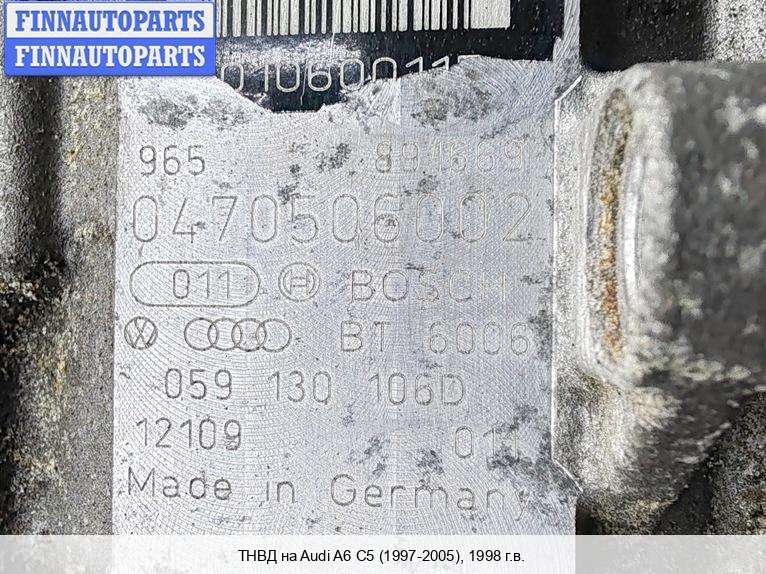 FINNAUTOPARTS
FINNAUTOPARTS
965
0470506002
011 BOSCH
BT 6006
059 130 106D
12109 011
Made in Germany
ТНВД на Audi A6 C5 (1997-2005), 1998 г.в.